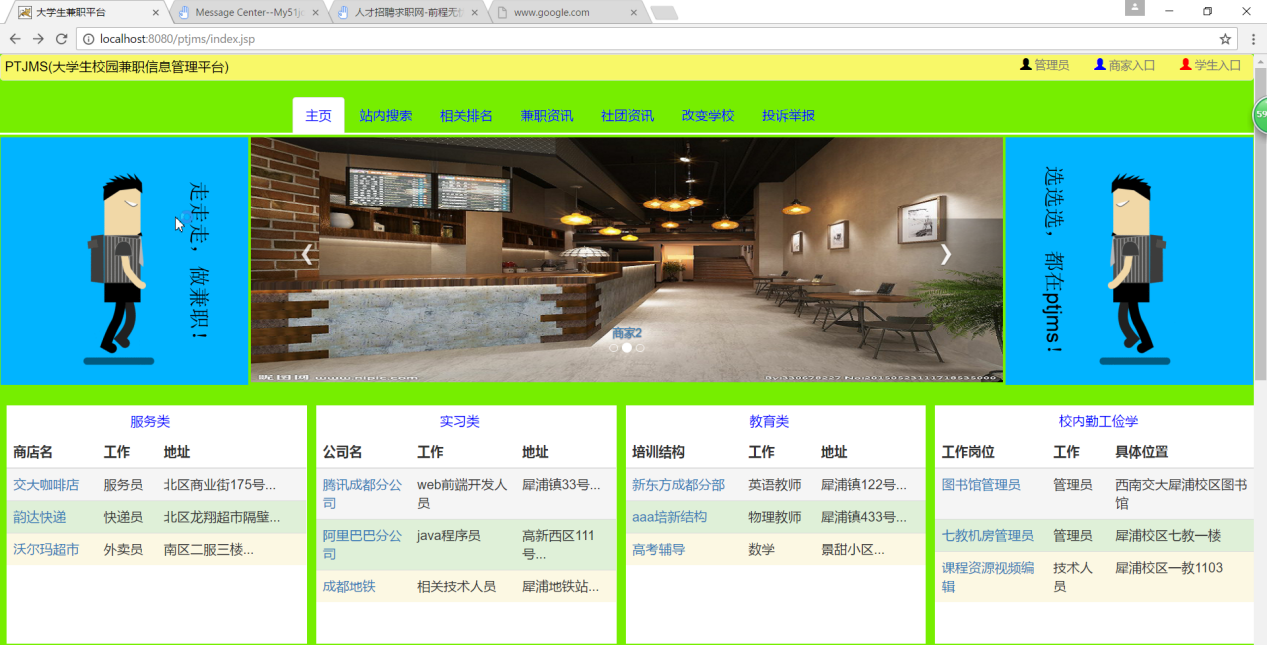 大学生兼职平台
Message Center--My51j
人才招聘求职网-前程无忧
www.google.com
localhost:8080/ptjms/index.jsp
PTJMS(大学生校园兼职信息管理平台)
管理员 商家入口 学生入口
主页 站内搜索 相关排名 兼职资讯 社团资讯 改变学校 投诉举报
59
走走走，做兼职！
商家2
昵图网 www.nipic.com
By:330678227 No:20150523111718535000
选选选，都在ptjms！
服务类
商店名 工作 地址
交大咖啡店 服务员 北区商业街175号...
韵达快递 快递员 北区龙翔超市隔壁...
沃尔玛超市 外卖员 南区二服三楼...
实习类
公司名 工作 地址
腾讯成都分公司 web前端开发人员 犀浦镇33号...
阿里巴巴分公司 java程序员 高新西区111号...
成都地铁 相关技术人员 犀浦地铁站...
教育类
培训结构 工作 地址
新东方成都分部 英语教师 犀浦镇122号...
aaa培新结构 物理教师 犀浦镇433号...
高考辅导 数学 景甜小区...
校内勤工俭学
工作岗位 工作 具体位置
图书馆管理员 管理员 西南交大犀浦校区图书馆
七教机房管理员 管理员 犀浦校区七教一楼
课程资源视频编辑 技术人员 犀浦校区一教1103